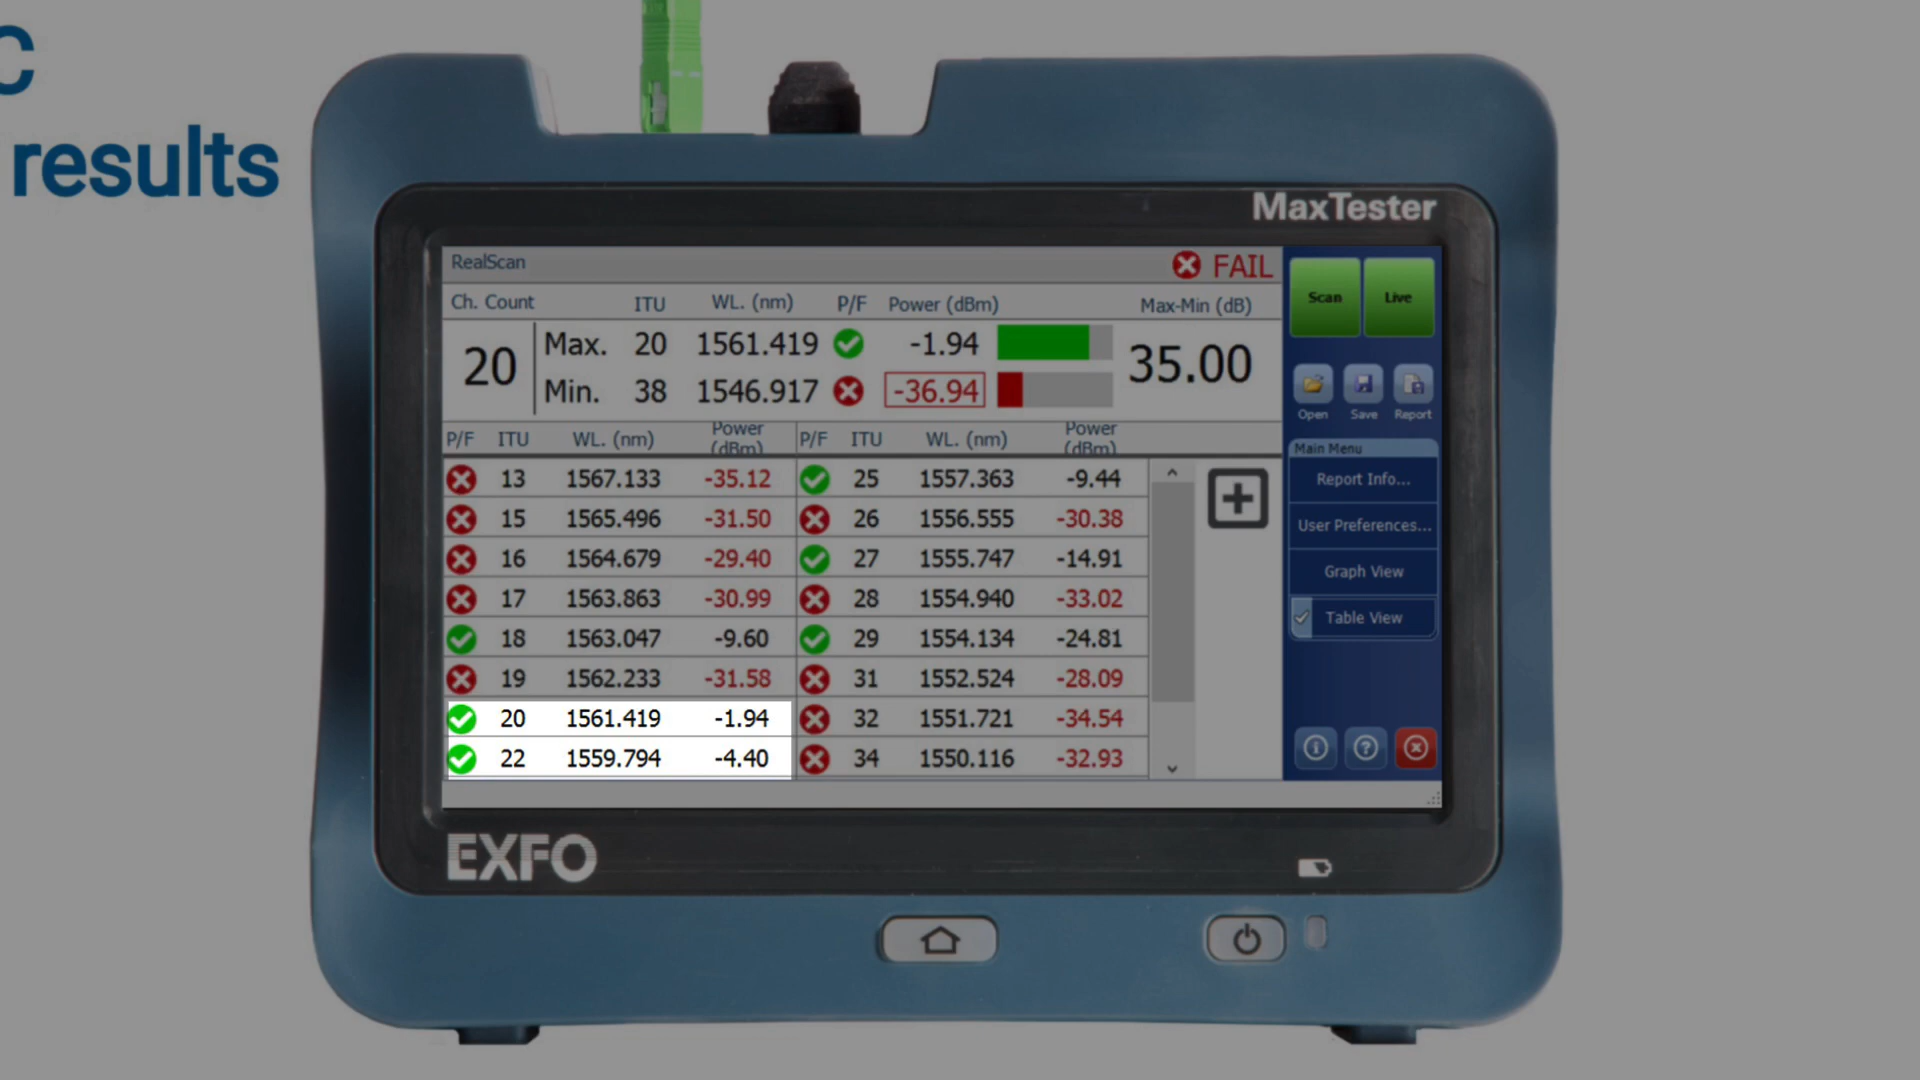 c
results
MaxTester
RealScan FAIL
Ch. Count ITU WL. (nm) P/F Power (dBm) Max-Min (dB)
20 Max. 20 1561.419 -1.94 35.00
Min. 38 1546.917 -36.94
P/F ITU WL. (nm) Power (dBm) P/F ITU WL. (nm) Power (dBm)
13 1567.133 -35.12 25 1557.363 -9.44
15 1565.496 -31.50 26 1556.555 -30.38
16 1564.679 -29.40 27 1555.747 -14.91
17 1563.863 -30.99 28 1554.940 -33.02
18 1563.047 -9.60 29 1554.134 -24.81
19 1562.233 -31.58 31 1552.524 -28.09
20 1561.419 -1.94 32 1551.721 -34.54
22 1559.794 -4.40 34 1550.116 -32.93
Scan Live
Open Save Report
Main Menu
Report Info...
User Preferences...
Graph View
Table View
EXFO